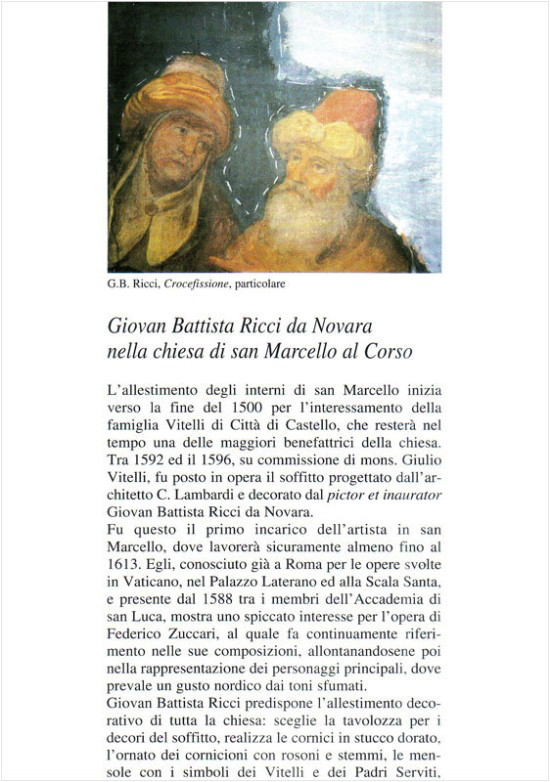 G.B. Ricci, Crocefissione, particolare
Giovan Battista Ricci da Novara
nella chiesa di san Marcello al Corso
L'allestimento degli interni di san Marcello inizia
verso la fine del 1500 per l'interessamento della
famiglia Vitelli di Città di Castello, che resterà nel
tempo una delle maggiori benefattrici della chiesa.
Tra 1592 ed il 1596, su commissione di mons. Giulio
Vitelli, fu posto in opera il soffitto progettato dall'ar-
chitetto C. Lambardi e decorato dal pictor et inaurator
Giovan Battista Ricci da Novara.
Fu questo il primo incarico dell'artista in san
Marcello, dove lavorerà sicuramente almeno fino al
1613. Egli, conosciuto già a Roma per le opere svolte
in Vaticano, nel Palazzo Laterano ed alla Scala Santa,
e presente dal 1588 tra i membri dell'Accademia di
san Luca, mostra uno spiccato interesse per l'opera di
Federico Zuccari, al quale fa continuamente riferi-
mento nelle sue composizioni, allontanandosene poi
nella rappresentazione dei personaggi principali, dove
prevale un gusto nordico dai toni sfumati.
Giovan Battista Ricci predispone l'allestimento deco-
rativo di tutta la chiesa: sceglie la tavolozza per i
decori del soffitto, realizza le cornici in stucco dorato,
l'ornato dei cornicioni con rosoni e stemmi, le men-
sole con i simboli dei Vitelli e dei Padri Serviti,